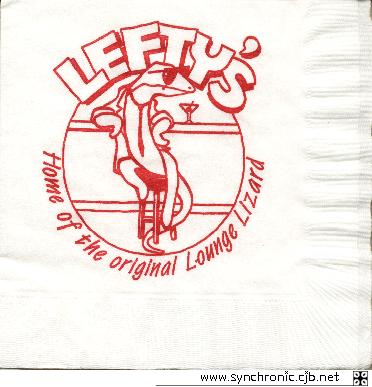 LEFTY'S
Home of the original Lounge Lizard
www.synchronic.cjb.net